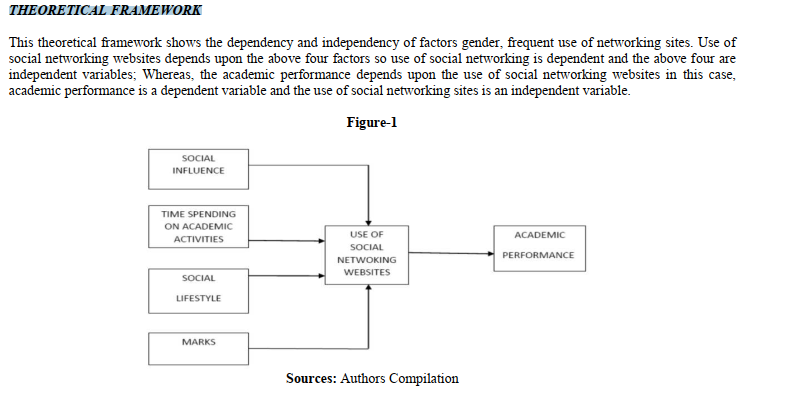 THEORETICAL FRAMEWORK
This theoretical framework shows the dependency and independency of factors gender, frequent use of networking sites. Use of
social networking websites depends upon the above four factors so use of social networking is dependent and the above four are
independent variables; Whereas, the academic performance depends upon the use of social networking websites in this case,
academic performance is a dependent variable and the use of social networking sites is an independent variable.
Figure-1
SOCIAL
INFLUENCE
TIME SPENDING
ON ACADEMIC
ACTIVITIES
SOCIAL
LIFESTYLE
MARKS
USE OF
SOCIAL
NETWOKING
WEBSITES
ACADEMIC
PERFORMANCE
Sources: Authors Compilation